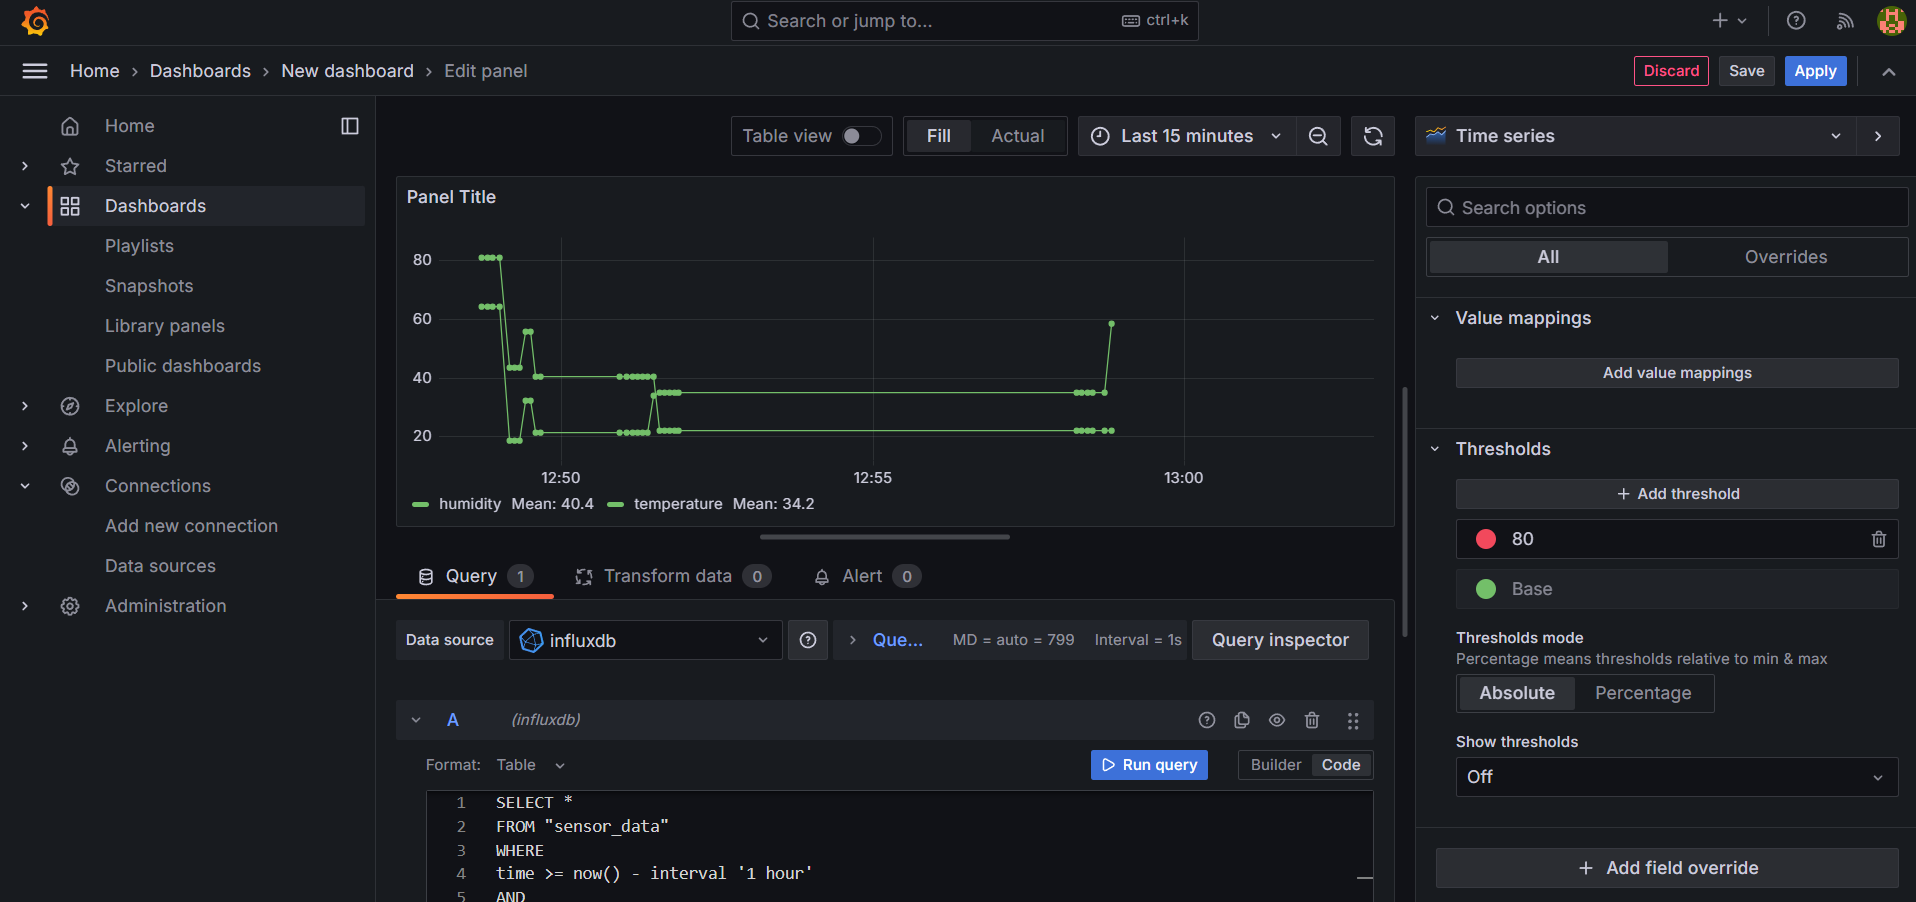 Search or jump to...
ctrl+k
Home
Dashboards
New dashboard
Edit panel
Discard
Save
Apply
Home
Starred
Dashboards
Playlists
Snapshots
Library panels
Public dashboards
Explore
Alerting
Connections
Add new connection
Data sources
Administration
Table view
Fill
Actual
Last 15 minutes
Panel Title
80
60
40
20
12:50
12:55
13:00
humidity Mean: 40.4
temperature Mean: 34.2
Query 1
Transform data 0
Alert 0
Data source
influxdb
Que...
MD = auto = 799
Interval = 1s
Query inspector
A
(influxdb)
Format: Table
Run query
Builder
Code
1 SELECT *
2 FROM "sensor_data"
3 WHERE
4 time >= now() - interval '1 hour'
5 AND
Time series
Search options
All
Overrides
Value mappings
Add value mappings
Thresholds
Add threshold
80
Base
Thresholds mode
Percentage means thresholds relative to min & max
Absolute
Percentage
Show thresholds
Off
Add field override